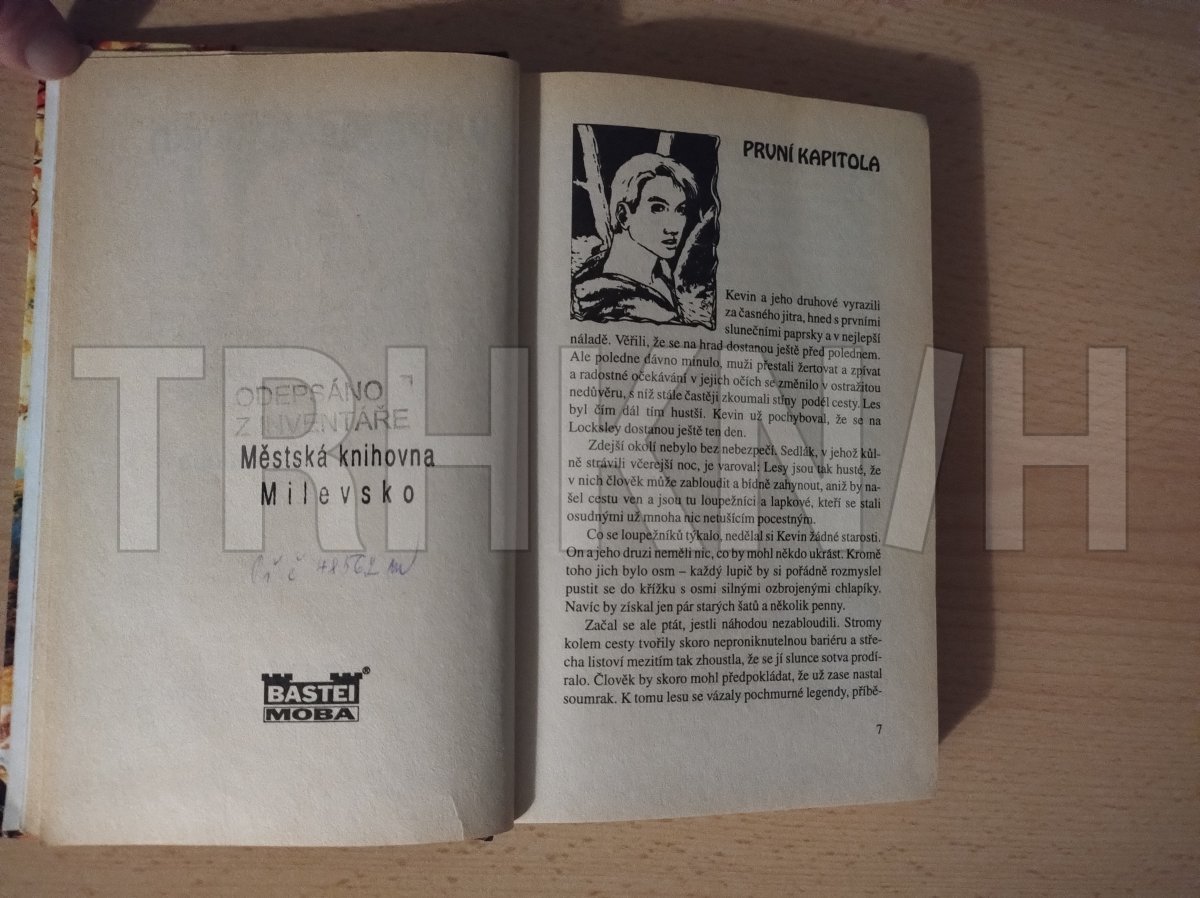 ODEPSÁNO
Z INVENTÁŘE
Městská knihovna
Milevsko
48562
BASTEI®
MOBA
PRVNÍ KAPITOLA
Kevin a jeho druhové vyrazili
za časného jitra, hned s prvními
slunečními paprsky a v nejlepší
náladě. Věřili, že se na hrad dostanou ještě před polednem.
Ale poledne dávno minulo, muži přestali žertovat a zpívat
a radostné očekávání v jejich očích se změnilo v ostražitou
nedůvěru, s níž stále častěji zkoumali stíny podél cesty. Les
byl čím dál tím hustší. Kevin už pochyboval, že se na
Locksley dostanou ještě ten den.
Zdejší okolí nebylo bez nebezpečí. Sedlák, v jehož kůl-
ně strávili včerejší noc, je varoval: Lesy jsou tak husté, že
v nich člověk může zabloudit a bídně zahynout, aniž by na-
šel cestu ven a jsou tu loupežníci a lapkové, kteří se stali
osudnými už mnoha nic netušícím pocestným.
Co se loupežníků týkalo, nedělal si Kevin žádné starosti.
On a jeho druzi neměli nic, co by mohl někdo ukrást. Kromě
toho jich bylo osm – každý lupič by si pořádně rozmyslel
pustit se do křížku s osmi silnými ozbrojenými chlapíky.
Navíc by získal jen pár starých šatů a několik penny.
Začal se ale ptát, jestli náhodou nezabloudili. Stromy
kolem cesty tvořily skoro neproniknutelnou bariéru a stře-
cha listoví mezitím tak zhoustla, že se jí slunce sotva prodí-
ralo. Člověk by skoro mohl předpokládat, že už zase nastal
soumrak. K tomu lesu se vázaly pochmurné legendy, příbě-
7
TRHKNIH